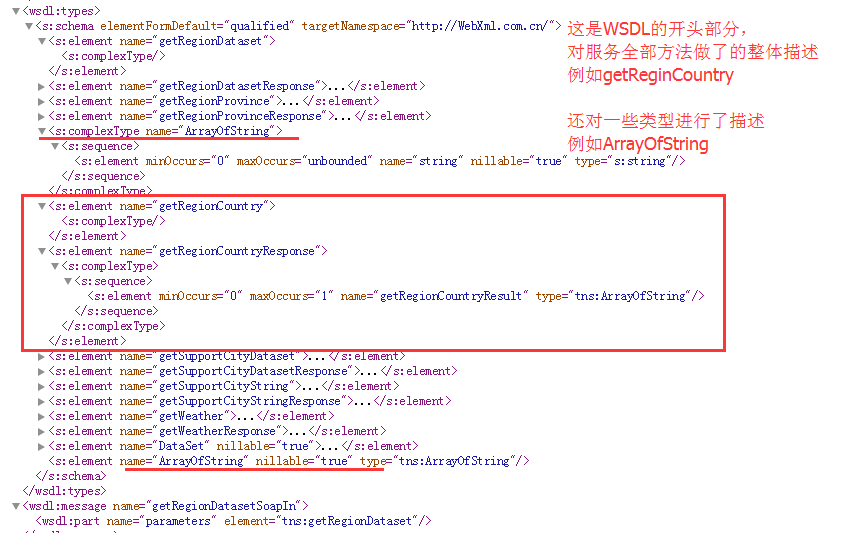 ▼<wsdl:types>
▼<s:schema elementFormDefault="qualified" targetNamespace="http://WebXml.com.cn/">
▼<s:element name="getRegionDataset">
<s:complexType/>
</s:element>
▶<s:element name="getRegionDatasetResponse">...</s:element>
▶<s:element name="getRegionProvince">...</s:element>
▶<s:element name="getRegionProvinceResponse">...</s:element>
▼<s:complexType name="ArrayOfString">
▼<s:sequence>
<s:element minOccurs="0" maxOccurs="unbounded" name="string" nillable="true" type="s:string"/>
</s:sequence>
</s:complexType>
▼<s:element name="getRegionCountry">
<s:complexType/>
</s:element>
▼<s:element name="getRegionCountryResponse">
▼<s:complexType>
▼<s:sequence>
<s:element minOccurs="0" maxOccurs="1" name="getRegionCountryResult" type="tns:ArrayOfString"/>
</s:sequence>
</s:complexType>
</s:element>
▶<s:element name="getSupportCityDataset">...</s:element>
▶<s:element name="getSupportCityDatasetResponse">...</s:element>
▶<s:element name="getSupportCityString">...</s:element>
▶<s:element name="getSupportCityStringResponse">...</s:element>
▶<s:element name="getWeather">...</s:element>
▶<s:element name="getWeatherResponse">...</s:element>
▶<s:element name="DataSet" nillable="true">...</s:element>
<s:element name="ArrayOfString" nillable="true" type="tns:ArrayOfString"/>
</s:schema>
</wsdl:types>
▼<wsdl:message name="getRegionDatasetSoapIn">
<wsdl:part name="parameters" element="tns:getRegionDataset"/>
这是WSDL的开头部分，
对服务全部方法做了的整体描述
例如getReginCountry
还对一些类型进行了描述
例如ArrayOfString